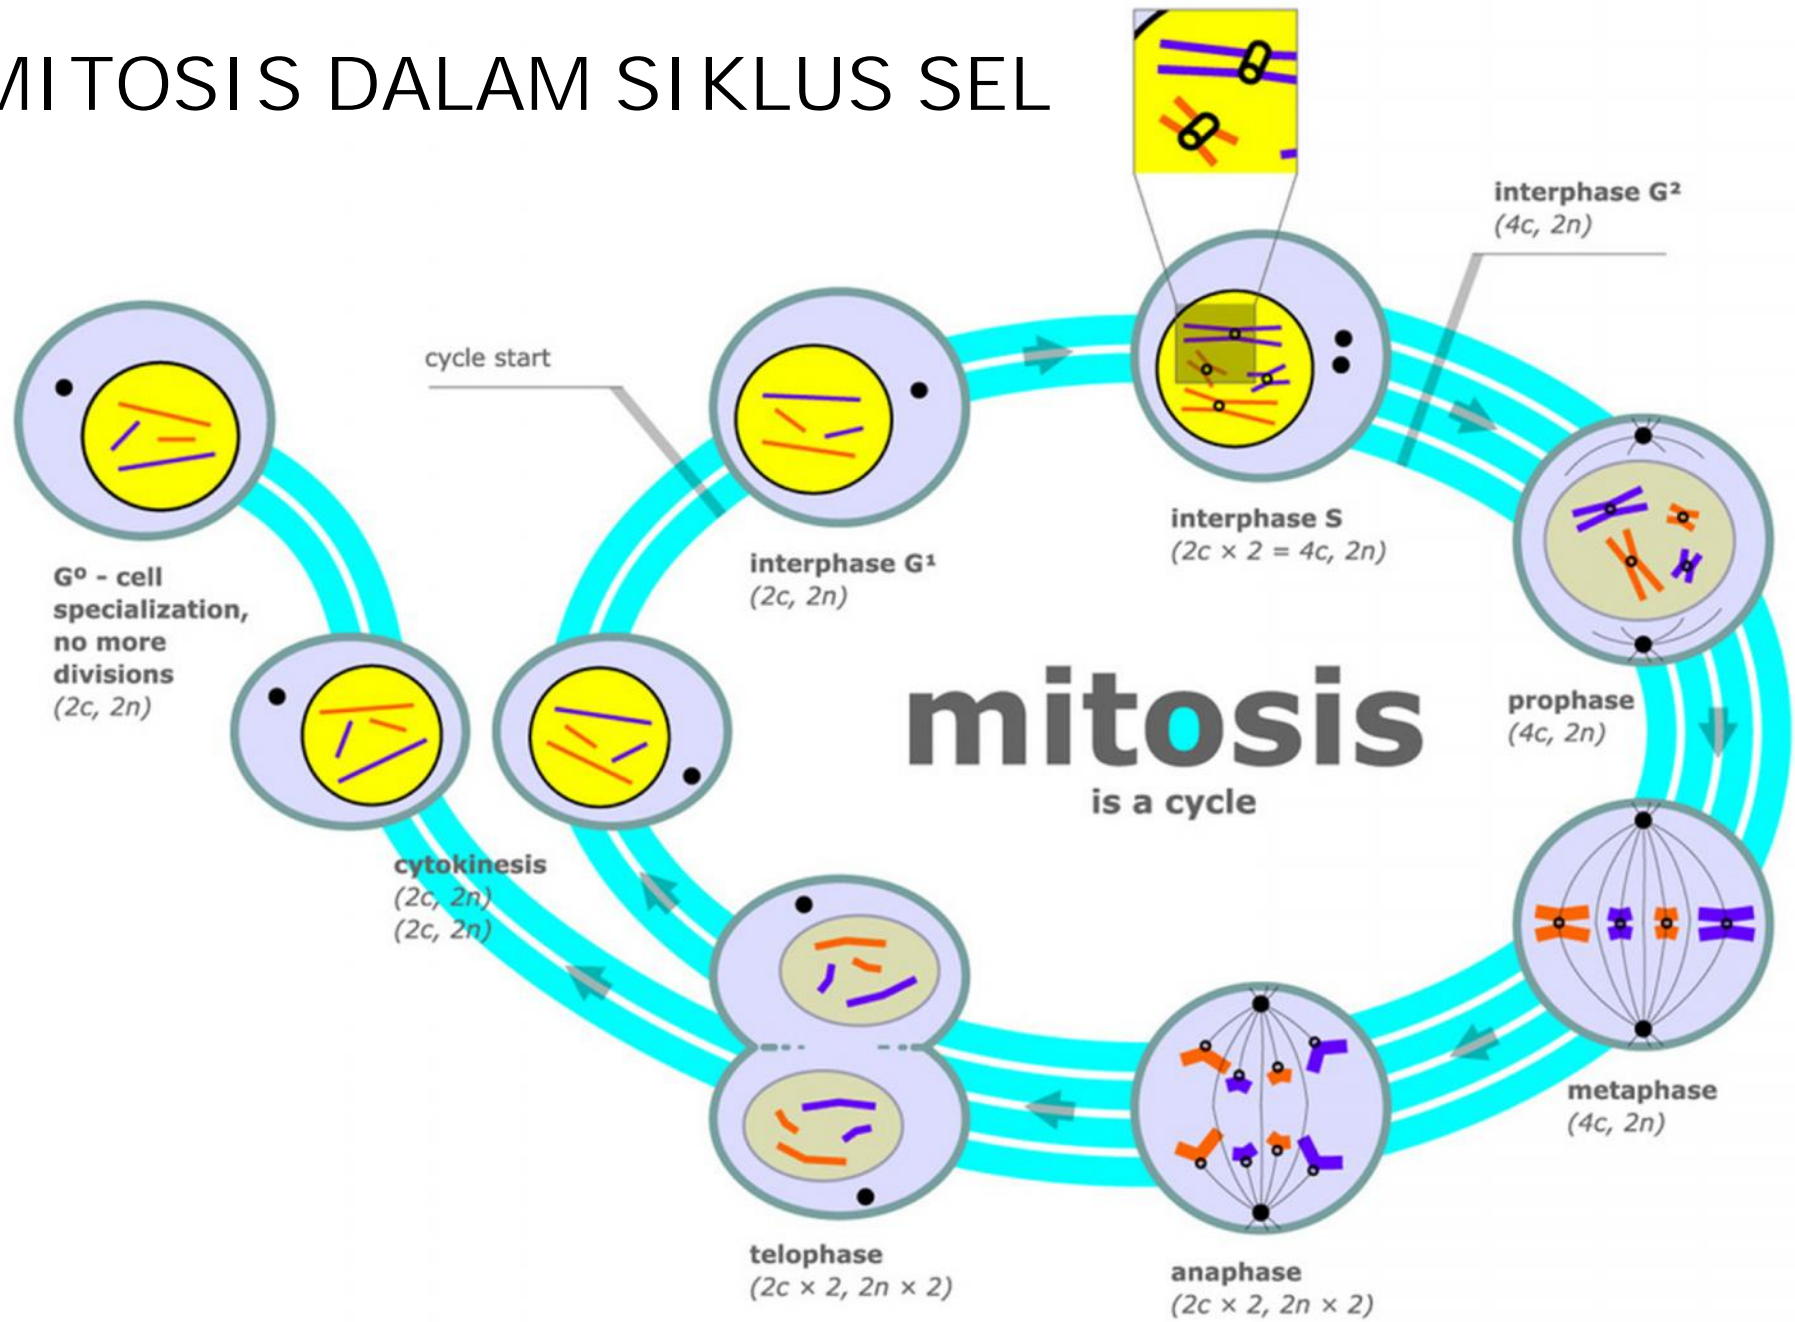 MITOSIS DALAM SIKLUS SEL
interphase G²
(4c, 2n)
cycle start
interphase S
(2c × 2 = 4c, 2n)
interphase G¹
(2c, 2n)
G⁰ - cell
specialization,
no more
divisions
(2c, 2n)
mitosis
is a cycle
prophase
(4c, 2n)
cytokinesis
(2c, 2n)
(2c, 2n)
metaphase
(4c, 2n)
telophase
(2c × 2, 2n × 2)
anaphase
(2c × 2, 2n × 2)